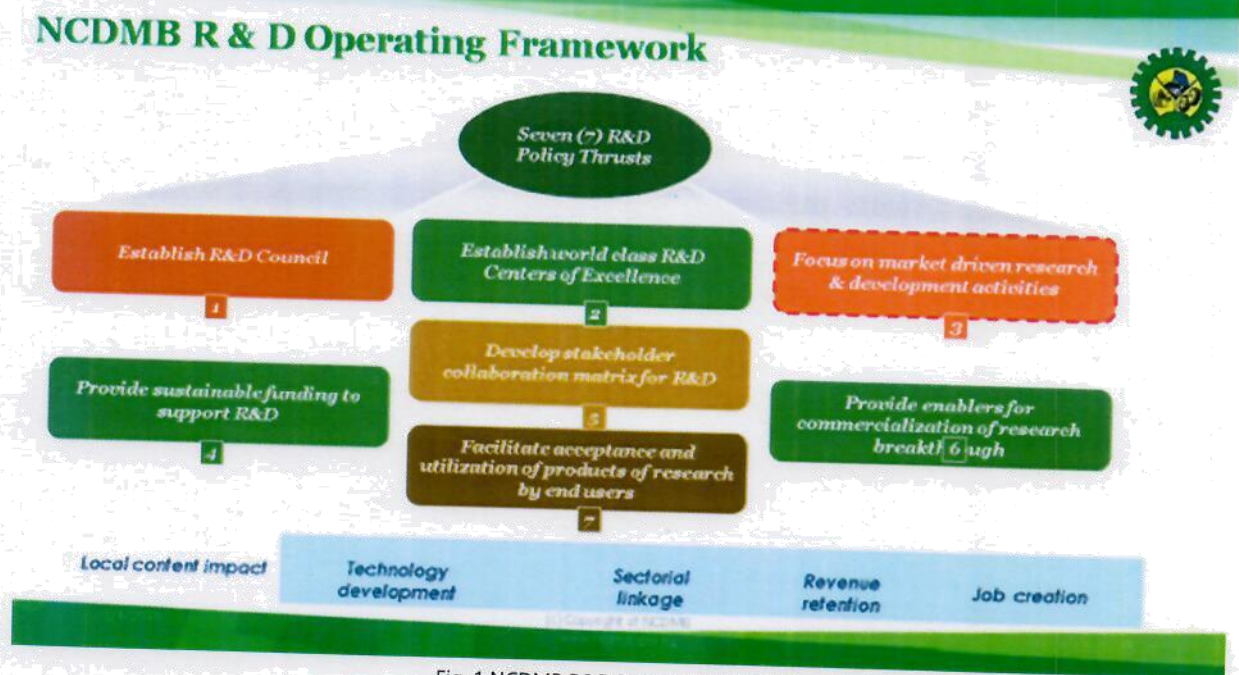 NCDMB R & D Operating Framework
Seven (7) R&D
Policy Thrusts
Establish R&D Council
1
Establish world class R&D
Centers of Excellence
2
Focus on market driven research
& development activities
3
Provide sustainable funding to
support R&D
4
Develop stakeholder
collaboration matrix for R&D
5
Provide enablers for
commercialization of research
6
Facilitate acceptance and
utilization of products of research
by end users
7
Local content impact
Technology
development
Sectorial
linkage
Revenue
retention
Job creation
(C) Copyright of NCDMB